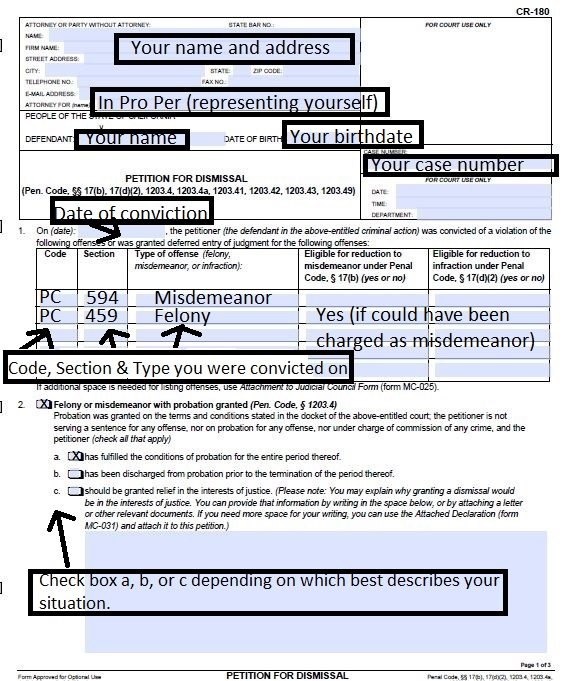 CR-180
ATTORNEY OR PARTY WITHOUT ATTORNEY: STATE BAR NO.: FOR COURT USE ONLY
NAME:
FIRM NAME:
Your name and address
STREET ADDRESS:
CITY: STATE: ZIP CODE:
TELEPHONE NO.: FAX NO.:
E-MAIL ADDRESS:
ATTORNEY FOR (name)
In Pro Per (representing yourself)
PEOPLE OF THE STATE OF CALIFORNIA
v.
DEFENDANT: Your name DATE OF BIRTH Your birthdate
CASE NUMBER:
Your case number
PETITION FOR DISMISSAL
(Pen. Code, §§ 17(b), 17(d)(2), 1203.4, 1203.4a, 1203.41, 1203.42, 1203.43, 1203.49)
FOR COURT USE ONLY
DATE:
TIME:
DEPARTMENT:
Date of conviction
1. On (date): , the petitioner (the defendant in the above-entitled criminal action) was convicted of a violation of the
following offenses or was granted deferred entry of judgment for the following offenses:
Code Section Type of offense (felony, misdemeanor, or infraction): Eligible for reduction to misdemeanor under Penal Code, § 17(b) (yes or no) Eligible for reduction to infraction under Penal Code, § 17(d)(2) (yes or no)
PC 594 Misdemeanor
PC 459 Felony Yes (if could have been
charged as misdemeanor)
Code, Section & Type you were convicted on
If additional space is needed for listing offenses, use Attachment to Judicial Council Form (form MC-025).
2. X Felony or misdemeanor with probation granted (Pen. Code, § 1203.4)
Probation was granted on the terms and conditions stated in the docket of the above-entitled court; the petitioner is not
serving a sentence for any offense, nor on probation for any offense, nor under charge of commission of any crime, and the
petitioner (check all that apply)
a. X has fulfilled the conditions of probation for the entire period thereof.
b. has been discharged from probation prior to the termination of the period thereof.
c. should be granted relief in the interests of justice. (Please note: You may explain why granting a dismissal would
be in the interests of justice. You can provide that information by writing in the space below, or by attaching a letter
or other relevant documents. If you need more space for your writing, you can use the Attached Declaration (form
MC-031) and attach it to this petition.)
Check box a, b, or c depending on which best describes your
situation.
Page 1 of 3
Form Approved for Optional Use PETITION FOR DISMISSAL Penal Code, §§ 17(b), 17(d)(2), 1203.4, 1203.4a,